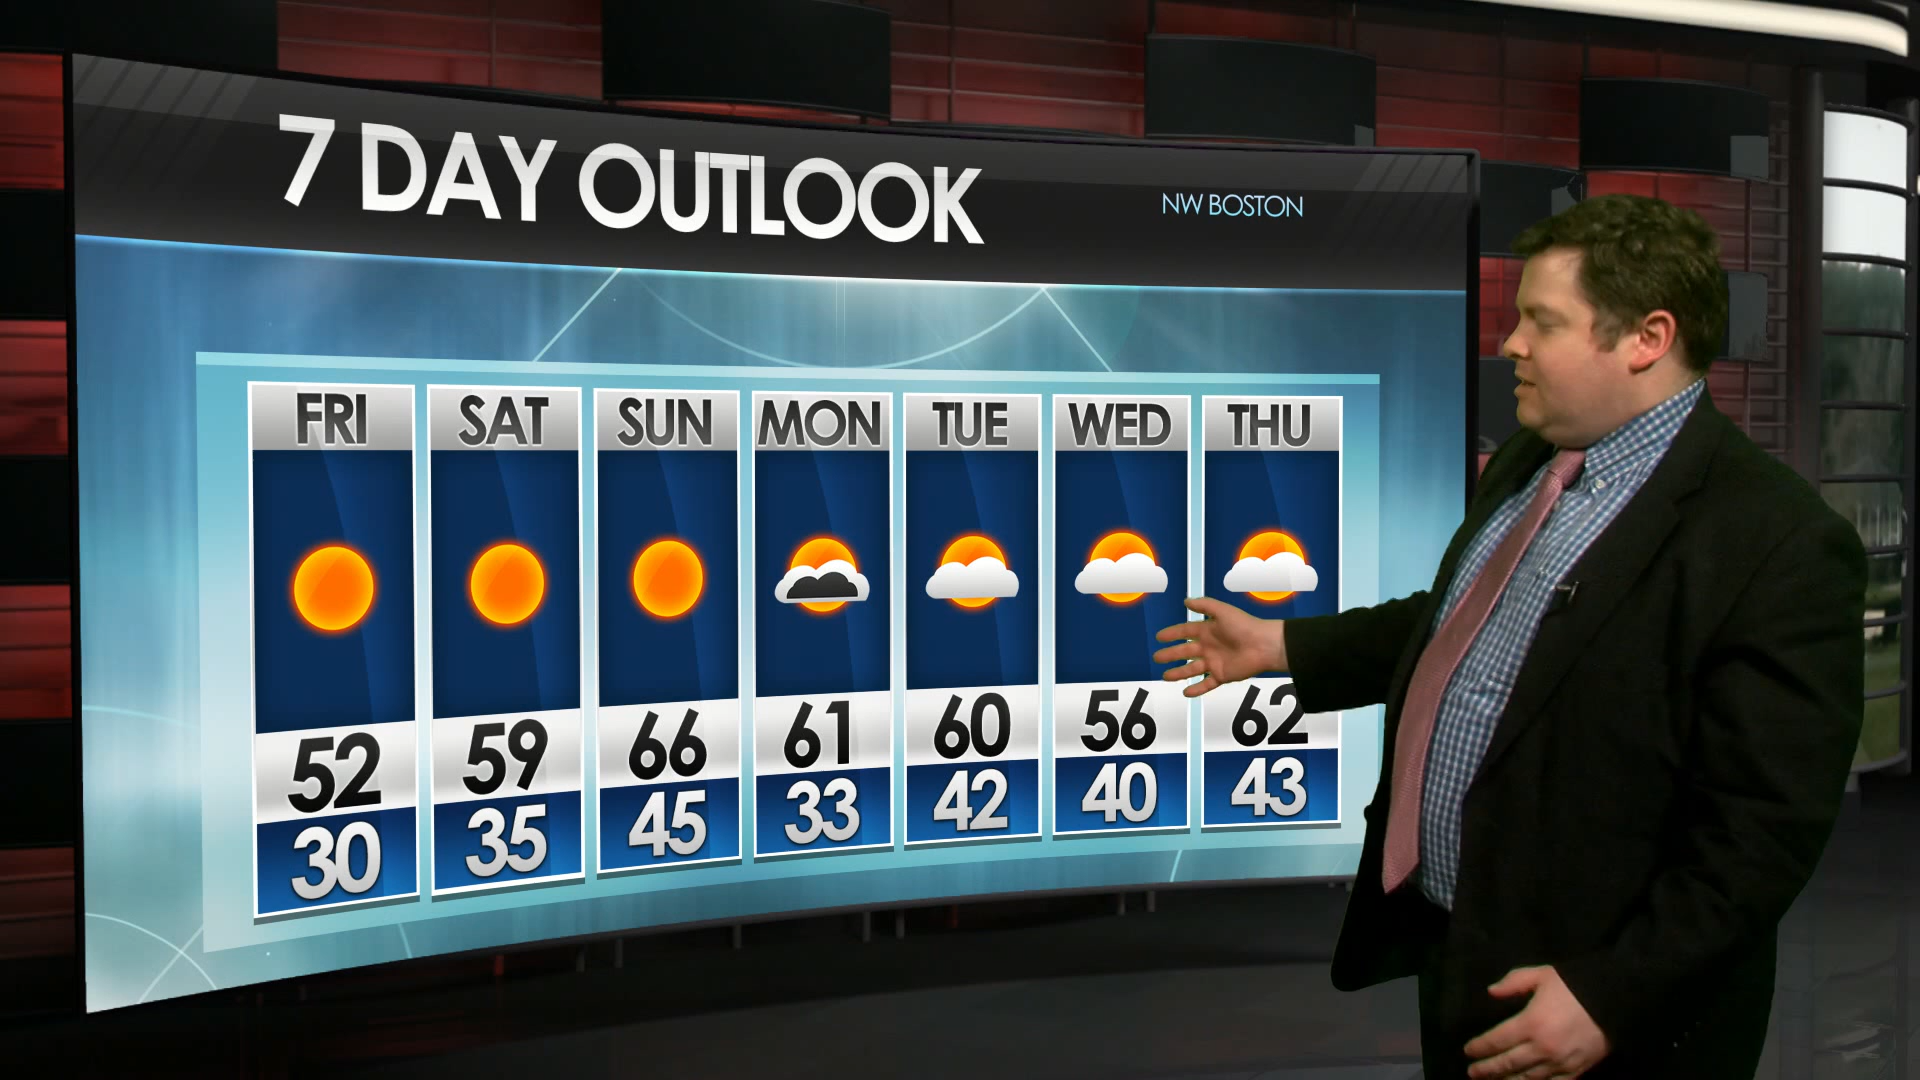 7 DAY OUTLOOK
NW BOSTON
FRI SAT SUN MON TUE WED THU
52 59 66 61 60 56 62
30 35 45 33 42 40 43